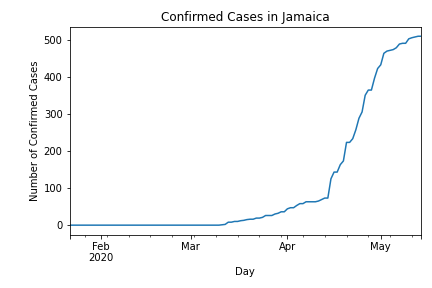 Confirmed Cases in Jamaica
Number of Confirmed Cases
500
400
300
200
100
0
Feb Mar Apr May
2020
Day